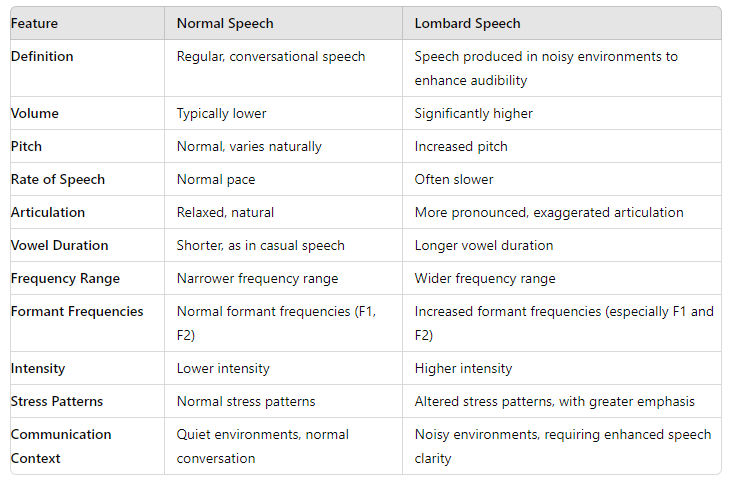 Feature Normal Speech Lombard Speech
Definition Regular, conversational speech Speech produced in noisy environments to
enhance audibility
Volume Typically lower Significantly higher
Pitch Normal, varies naturally Increased pitch
Rate of Speech Normal pace Often slower
Articulation Relaxed, natural More pronounced, exaggerated articulation
Vowel Duration Shorter, as in casual speech Longer vowel duration
Frequency Range Narrower frequency range Wider frequency range
Formant Frequencies Normal formant frequencies (F1, Increased formant frequencies (especially F1 and
F2) F2)
Intensity Lower intensity Higher intensity
Stress Patterns Normal stress patterns Altered stress patterns, with greater emphasis
Communication Quiet environments, normal Noisy environments, requiring enhanced speech
Context conversation clarity